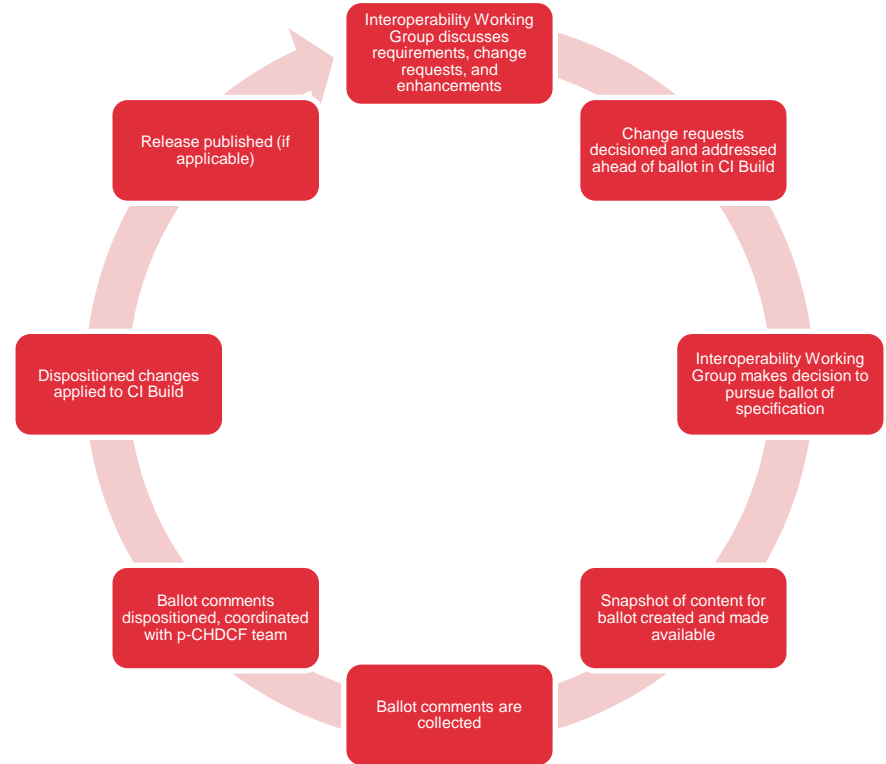 Interoperability Working
Group discusses
requirements, change
requests, and
enhancements
Change requests
decisioned and addressed
ahead of ballot in CI Build
Interoperability Working
Group makes decision to
pursue ballot of
specification
Snapshot of content for
ballot created and made
available
Ballot comments are
collected
Ballot comments
dispositioned, coordinated
with p-CHDCF team
Dispositioned changes
applied to CI Build
Release published (if
applicable)